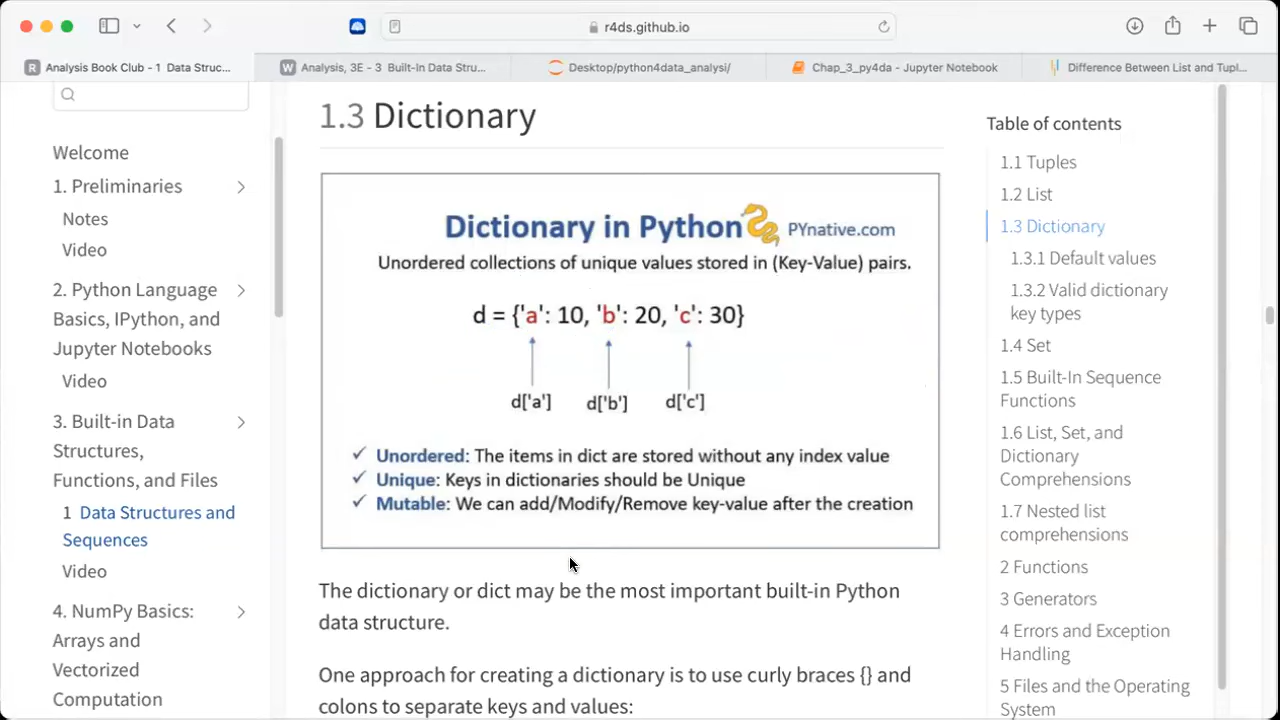 r4ds.github.io
R Analysis Book Club - 1 Data Struc...
W Analysis, 3E - 3 Built-In Data Stru...
Desktop/python4data_analysi/
Chap_3_py4da - Jupyter Notebook
Difference Between List and Tupl...
Welcome
1. Preliminaries
Notes
Video
2. Python Language
Basics, IPython, and
Jupyter Notebooks
Video
3. Built-in Data
Structures,
Functions, and Files
1 Data Structures and
Sequences
Video
4. NumPy Basics:
Arrays and
Vectorized
Computation
1.3 Dictionary
Dictionary in Python
PYnative.com
Unordered collections of unique values stored in (Key-Value) pairs.
d = {'a': 10, 'b': 20, 'c': 30}
d['a'] d['b'] d['c']
✓ Unordered: The items in dict are stored without any index value
✓ Unique: Keys in dictionaries should be Unique
✓ Mutable: We can add/Modify/Remove key-value after the creation
The dictionary or dict may be the most important built-in Python
data structure.
One approach for creating a dictionary is to use curly braces {} and
colons to separate keys and values:
Table of contents
1.1 Tuples
1.2 List
1.3 Dictionary
1.3.1 Default values
1.3.2 Valid dictionary
key types
1.4 Set
1.5 Built-In Sequence
Functions
1.6 List, Set, and
Dictionary
Comprehensions
1.7 Nested list
comprehensions
2 Functions
3 Generators
4 Errors and Exception
Handling
5 Files and the Operating
System